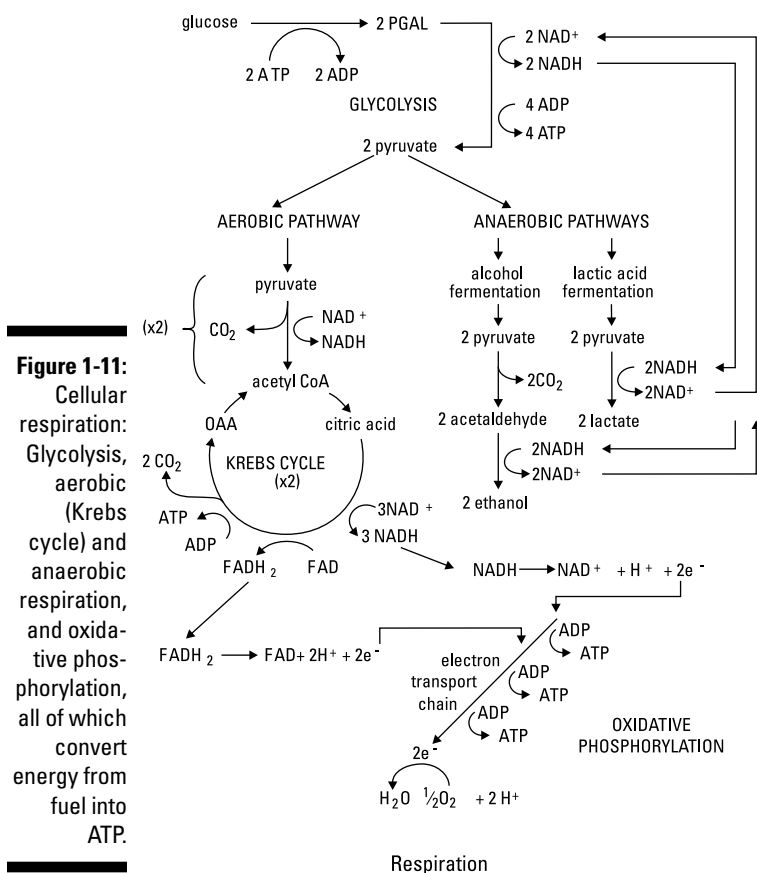 glucose 2 PGAL
2 NAD+
2 NADH
2 A TP 2 ADP
GLYCOLYSIS
4 ADP
4 ATP
2 pyruvate
AEROBIC PATHWAY
ANAEROBIC PATHWAYS
pyruvate
(x2)
CO2
NAD +
NADH
acetyl CoA
OAA
citric acid
KREBS CYCLE
(x2)
2 CO2
ATP
ADP
3NAD +
3 NADH
FADH 2
FAD
alcohol
fermentation
2 pyruvate
2CO2
2 acetaldehyde
2NADH
2NAD+
2 ethanol
lactic acid
fermentation
2 pyruvate
2NADH
2NAD+
2 lactate
NADH NAD + + H + + 2e -
FADH 2 FAD+ 2H+ + 2e-
electron
transport
chain
ADP
ATP
ADP
ATP
ADP
ATP
OXIDATIVE
PHOSPHORYLATION
2e-
H2O ½O2 + 2 H+
Respiration
Figure 1-11:
Cellular
respiration:
Glycolysis,
aerobic
(Krebs
cycle) and
anaerobic
respiration,
and oxida-
tive phos-
phorylation,
all of which
convert
energy from
fuel into
ATP.